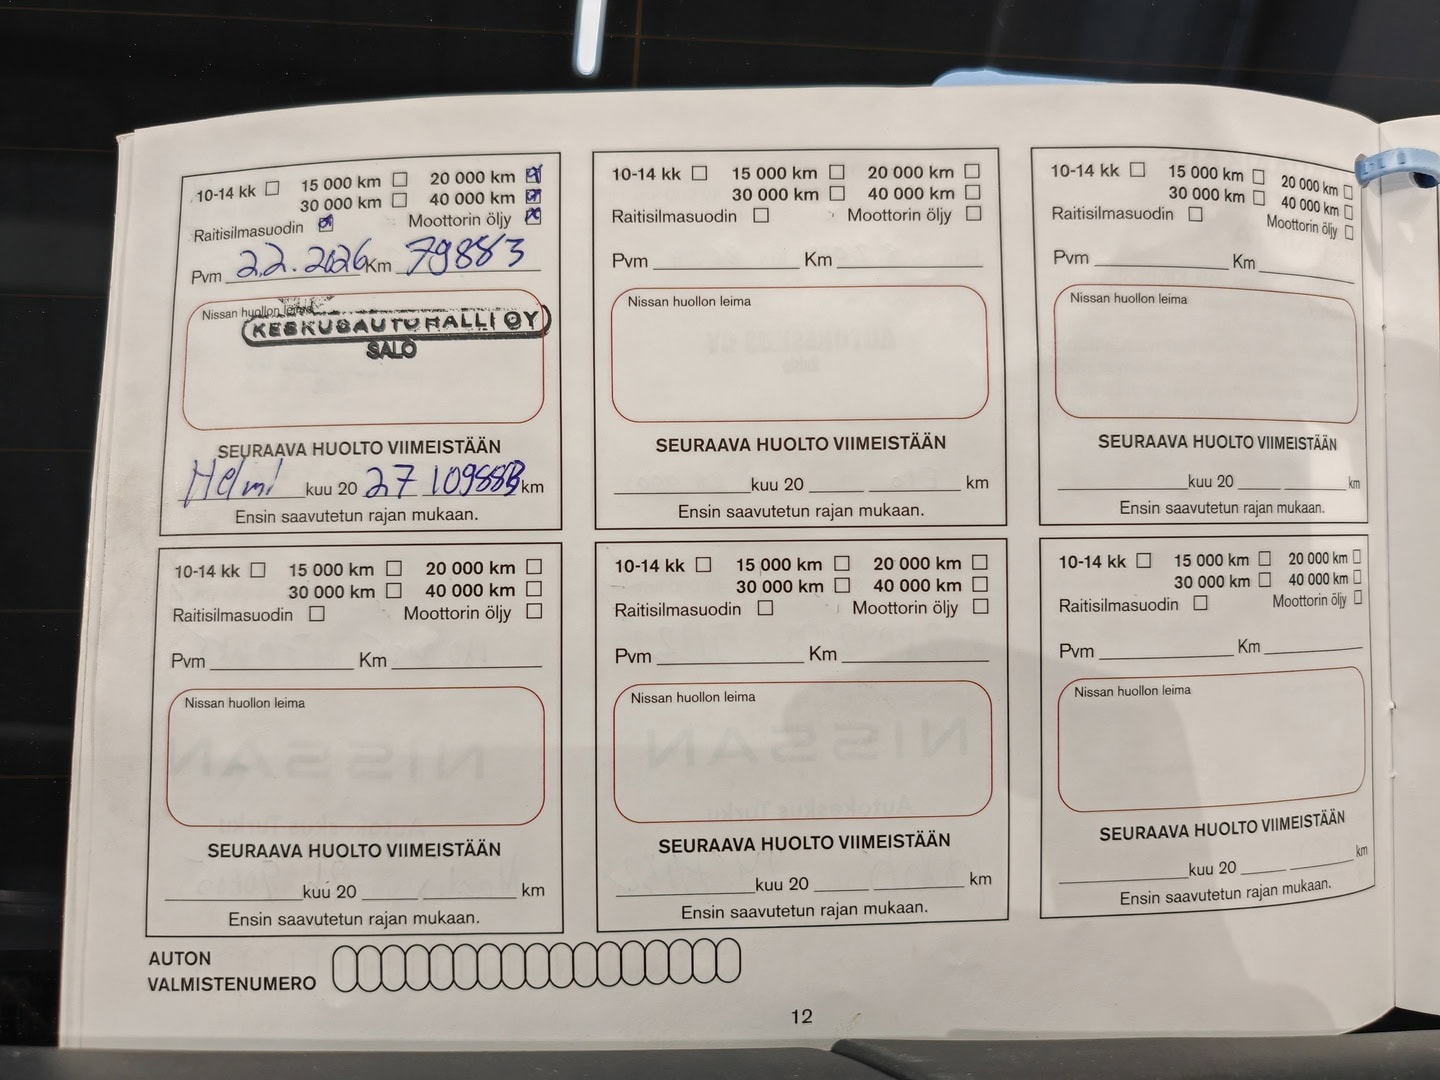 10-14 kk 15 000 km 20 000 km
30 000 km 40 000 km
Raitisilmasuodin Moottorin öljy
Pvm 2.2.2026 Km 79883
Nissan huollon leima
KESKUSAUTOHALLI OY
SALO
SEURAAVA HUOLTO VIIMEISTÄÄN
Helmi kuu 20 27 109883 km
Ensin saavutetun rajan mukaan.
10-14 kk 15 000 km 20 000 km
30 000 km 40 000 km
Raitisilmasuodin Moottorin öljy
Pvm Km
Nissan huollon leima
SEURAAVA HUOLTO VIIMEISTÄÄN
kuu 20 km
Ensin saavutetun rajan mukaan.
10-14 kk 15 000 km 20 000 km
30 000 km 40 000 km
Raitisilmasuodin Moottorin öljy
Pvm Km
Nissan huollon leima
SEURAAVA HUOLTO VIIMEISTÄÄN
kuu 20 km
Ensin saavutetun rajan mukaan.
10-14 kk 15 000 km 20 000 km
30 000 km 40 000 km
Raitisilmasuodin Moottorin öljy
Pvm Km
Nissan huollon leima
SEURAAVA HUOLTO VIIMEISTÄÄN
kuu 20 km
Ensin saavutetun rajan mukaan.
10-14 kk 15 000 km 20 000 km
30 000 km 40 000 km
Raitisilmasuodin Moottorin öljy
Pvm Km
Nissan huollon leima
SEURAAVA HUOLTO VIIMEISTÄÄN
kuu 20 km
Ensin saavutetun rajan mukaan.
10-14 kk 15 000 km 20 000 km
30 000 km 40 000 km
Raitisilmasuodin Moottorin öljy
Pvm Km
Nissan huollon leima
SEURAAVA HUOLTO VIIMEISTÄÄN
kuu 20 km
Ensin saavutetun rajan mukaan.
AUTON
VALMISTENUMERO
12